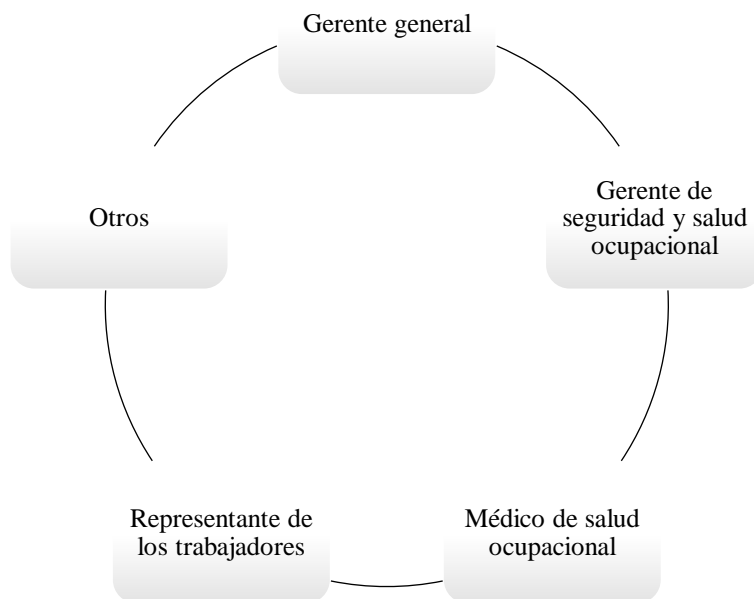 Gerente general
Gerente de
seguridad y salud
ocupacional
Médico de salud
ocupacional
Representante de
los trabajadores
Otros